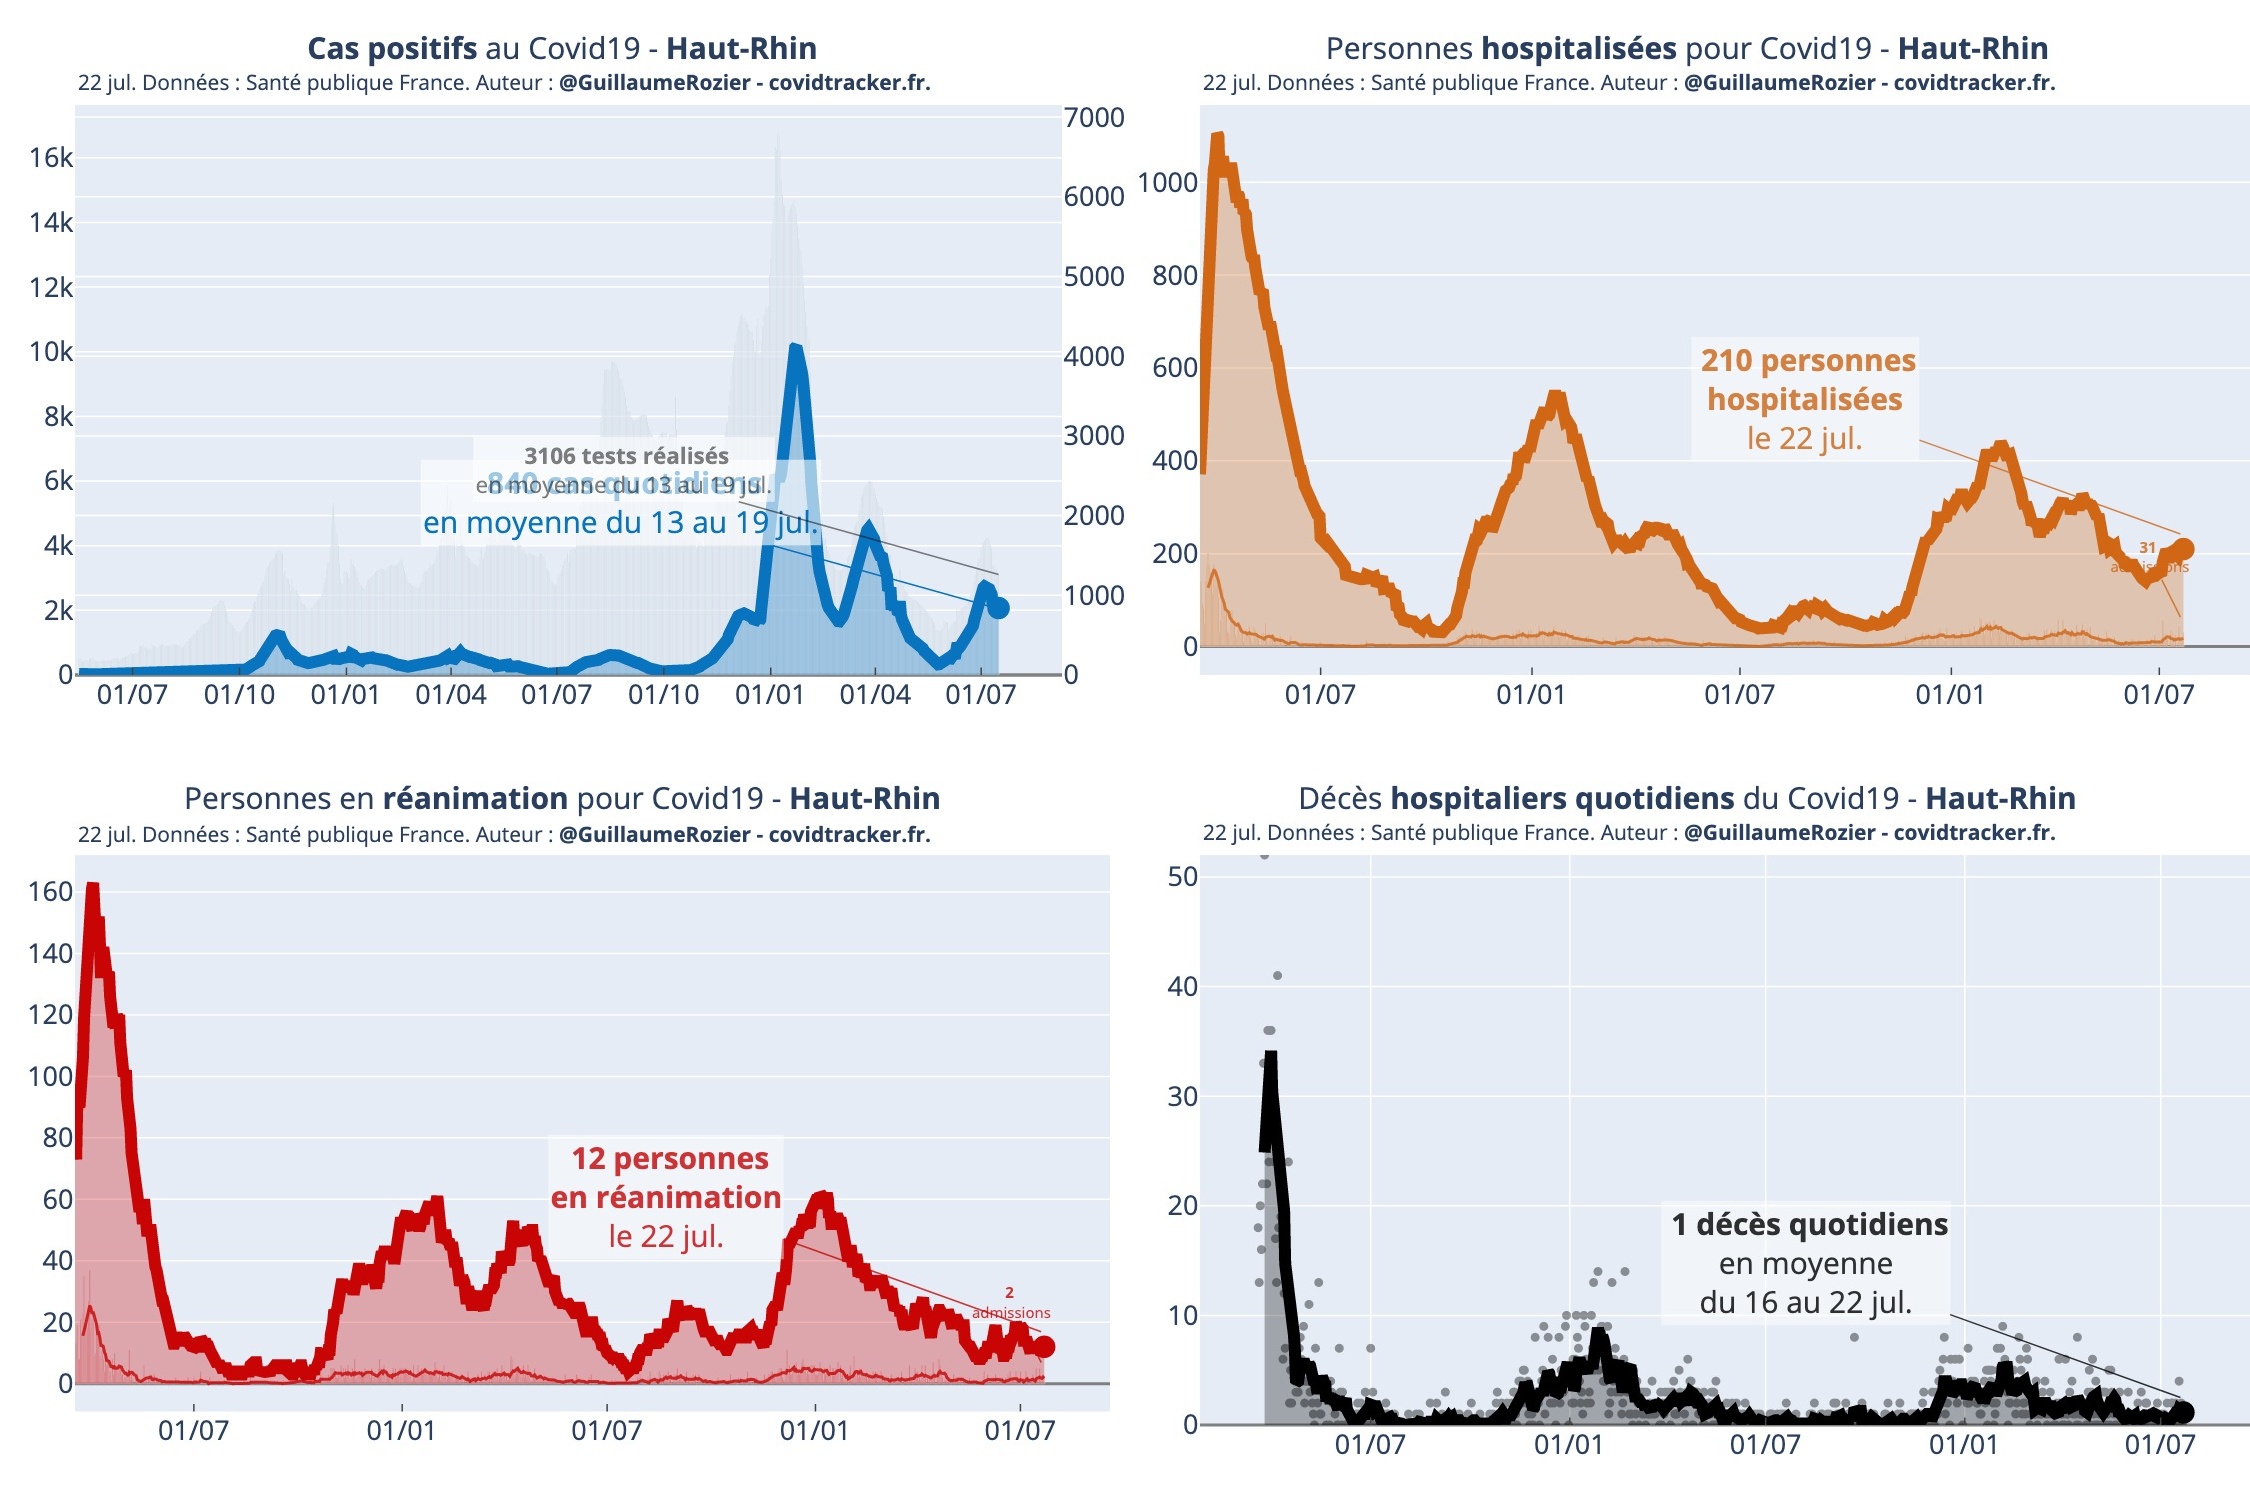 Cas positifs au Covid19 - Haut-Rhin
22 jul. Données : Santé publique France. Auteur : @GuillaumeRozier - covidtracker.fr.
16k
14k
12k
10k
8k
6k
4k
2k
0
7000
6000
5000
4000
3000
2000
1000
0
3106 tests réalisés
en moyenne du 13 au 19 jul.
840 cas quotidiens
en moyenne du 13 au 19 jul.
01/07 01/10 01/01 01/04 01/07 01/10 01/01 01/04 01/07
Personnes hospitalisées pour Covid19 - Haut-Rhin
22 jul. Données : Santé publique France. Auteur : @GuillaumeRozier - covidtracker.fr.
1000
800
600
400
200
0
210 personnes
hospitalisées
le 22 jul.
31
admissions
01/07 01/01 01/07 01/01 01/07
Personnes en réanimation pour Covid19 - Haut-Rhin
22 jul. Données : Santé publique France. Auteur : @GuillaumeRozier - covidtracker.fr.
160
140
120
100
80
60
40
20
0
12 personnes
en réanimation
le 22 jul.
2
admissions
01/07 01/01 01/07 01/01 01/07
Décès hospitaliers quotidiens du Covid19 - Haut-Rhin
22 jul. Données : Santé publique France. Auteur : @GuillaumeRozier - covidtracker.fr.
50
40
30
20
10
0
1 décès quotidiens
en moyenne
du 16 au 22 jul.
01/07 01/01 01/07 01/01 01/07